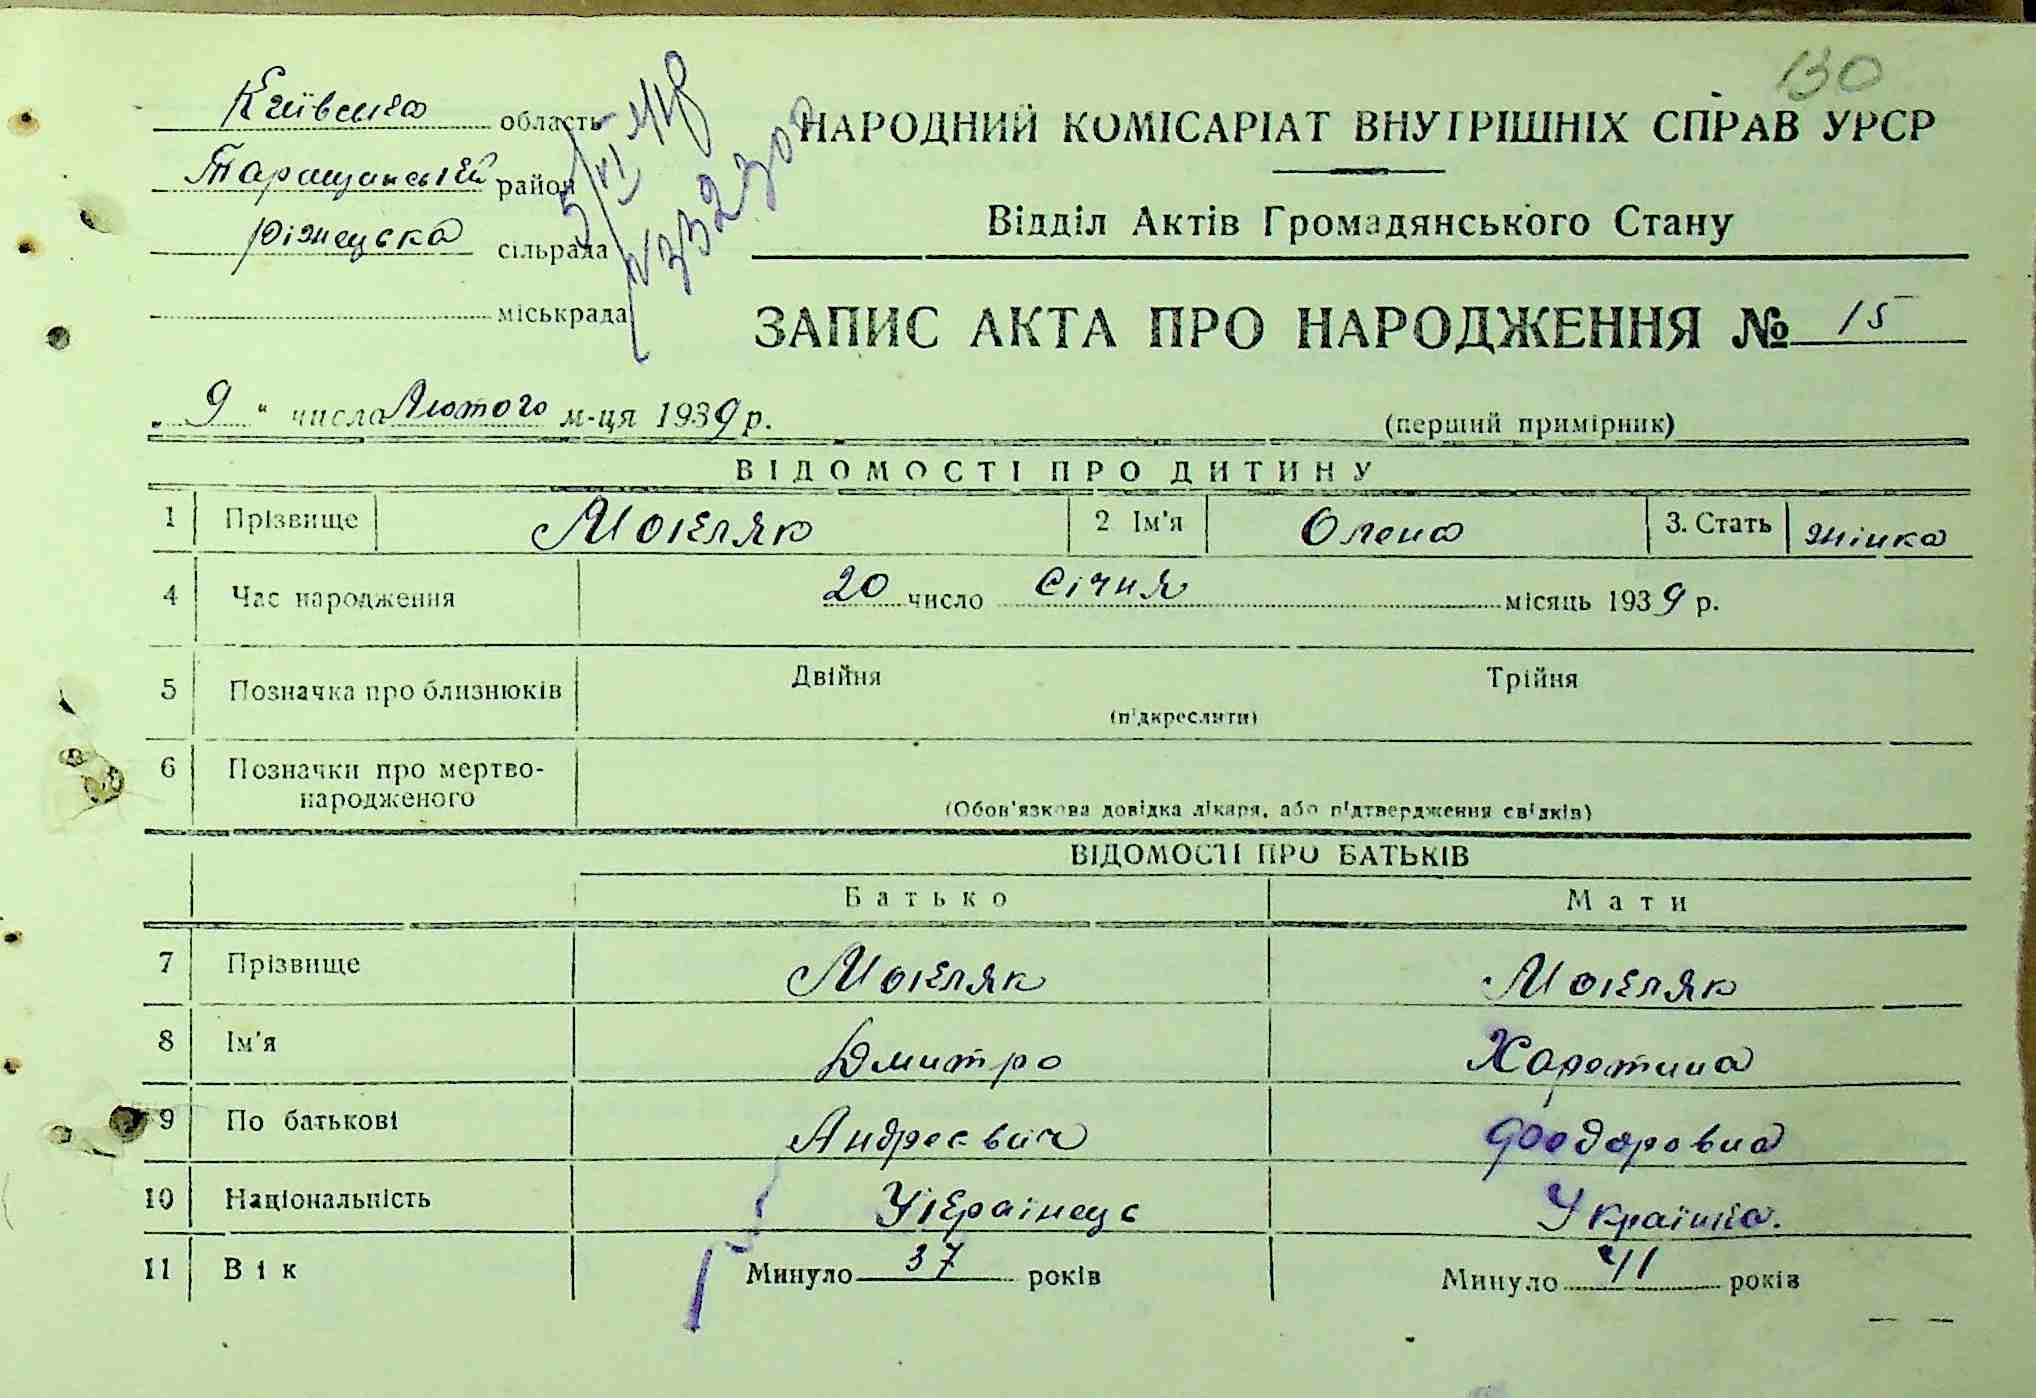 130
Київська область
Таращанський район
Ріжецька сільрада
міськрада
НАРОДНИЙ КОМІСАРІАТ ВНУТРІШНІХ СПРАВ УРСР
Відділ Актів Громадянського Стану
ЗАПИС АКТА ПРО НАРОДЖЕННЯ № 15
„ 9 " числа Лютого м-ця 1939 р.
(перший примірник)
ВІДОМОСТІ ПРО ДИТИНУ
1 Прізвище Мокляк 2 Ім'я Олена 3. Стать жінка
4 Час народження 20 число Січня місяць 1939 р.
5 Позначка про близнюків Двійня Трійня
(підкреслити)
6 Позначки про мертво-
народженого
(Обов'язкова довідка лікаря, або підтвердження свідків)
ВІДОМОСТІ ПРО БАТЬКІВ
Батько Мати
7 Прізвище Мокляк Мокляк
8 Ім'я Дмитро Харетина
9 По батькові Андреєвич Феодоровна
10 Національність Українець Українка.
11 Вік Минуло 37 років Минуло 41 років